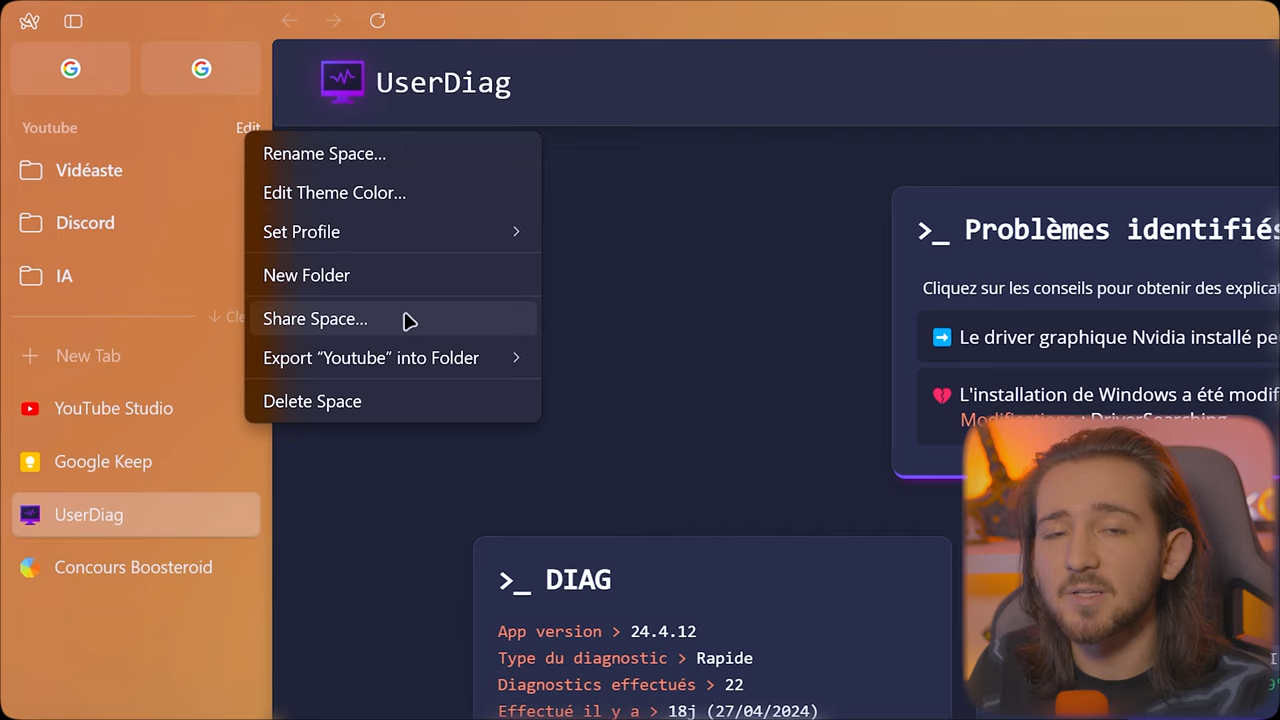 UserDiag
Youtube
Edit
Vidéaste
Discord
IA
New Tab
YouTube Studio
Google Keep
UserDiag
Concours Boosteroid
Rename Space...
Edit Theme Color...
Set Profile
New Folder
Share Space...
Export “Youtube” into Folder
Delete Space
>_ Problèmes identifiés
Cliquez sur les conseils pour obtenir des
Le driver graphique Nvidia installé
L'installation de Windows a été
Modifications : DriverSearching
>_ DIAG
App version > 24.4.12
Type du diagnostic > Rapide
Diagnostics effectués > 22
Effectué il y a > 18j (27/04/2024)